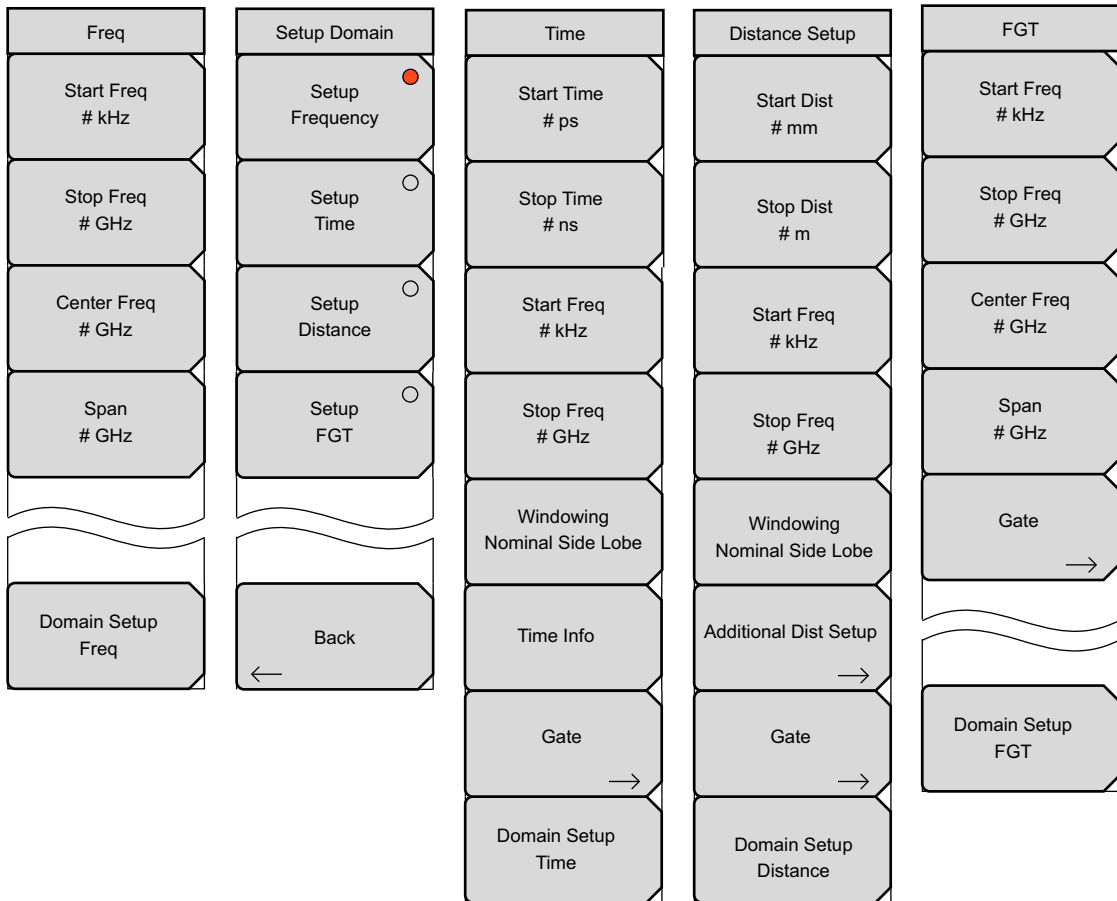 Freq
Start Freq
# kHz
Stop Freq
# GHz
Center Freq
# GHz
Span
# GHz
Domain Setup
Freq
Setup Domain
Setup
Frequency
Setup
Time
Setup
Distance
Setup
FGT
Back
Time
Start Time
# ps
Stop Time
# ns
Start Freq
# kHz
Stop Freq
# GHz
Windowing
Nominal Side Lobe
Time Info
Gate
Domain Setup
Time
Distance Setup
Start Dist
# mm
Stop Dist
# m
Start Freq
# kHz
Stop Freq
# GHz
Windowing
Nominal Side Lobe
Additional Dist Setup
Gate
Domain Setup
Distance
FGT
Start Freq
# kHz
Stop Freq
# GHz
Center Freq
# GHz
Span
# GHz
Gate
Domain Setup
FGT